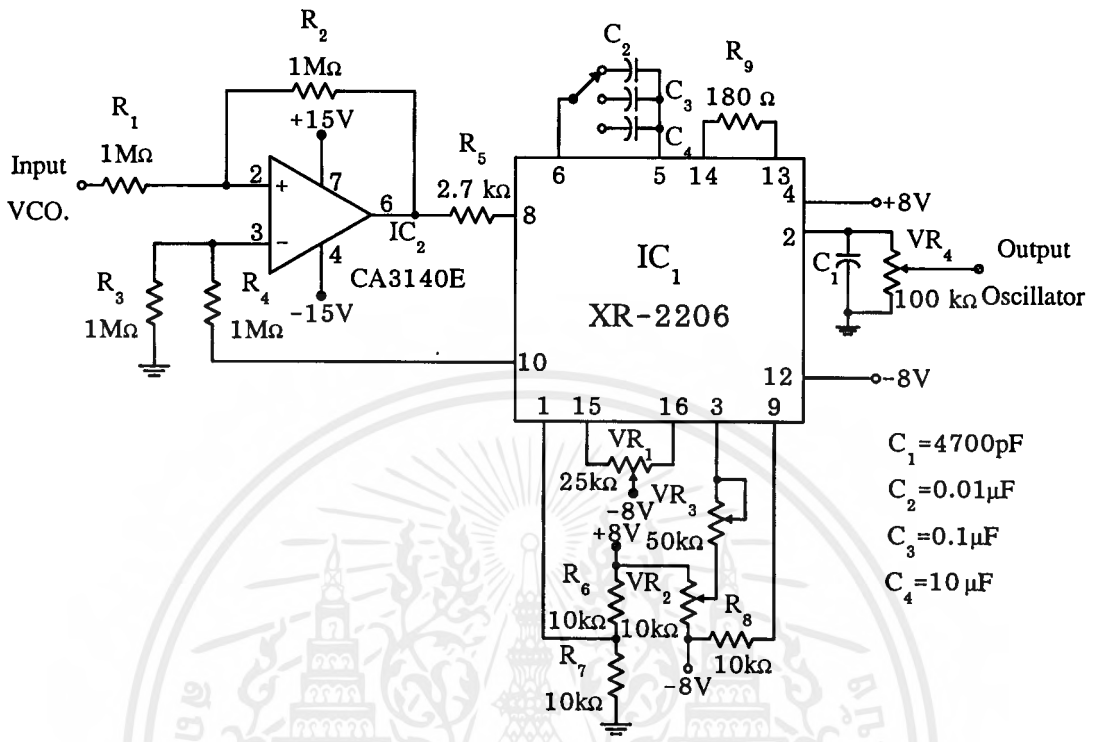 R2
1MΩ
R1
1MΩ
Input
VCO.
+15V
2
+
7
6
3
-
4
IC2
CA3140E
-15V
R3
1MΩ
R4
1MΩ
R5
2.7 kΩ
C2
C3
C4
R9
180 Ω
6
5
14
13
8
4
+8V
2
IC1
XR-2206
C1
VR4
100 kΩ
Output
Oscillator
10
12
-8V
1
15
16
3
9
VR1
25kΩ
-8V
VR3
50kΩ
+8V
R6
10kΩ
VR2
10kΩ
R8
10kΩ
-8V
R7
10kΩ
C1=4700pF
C2=0.01µF
C3=0.1µF
C4=10 µF